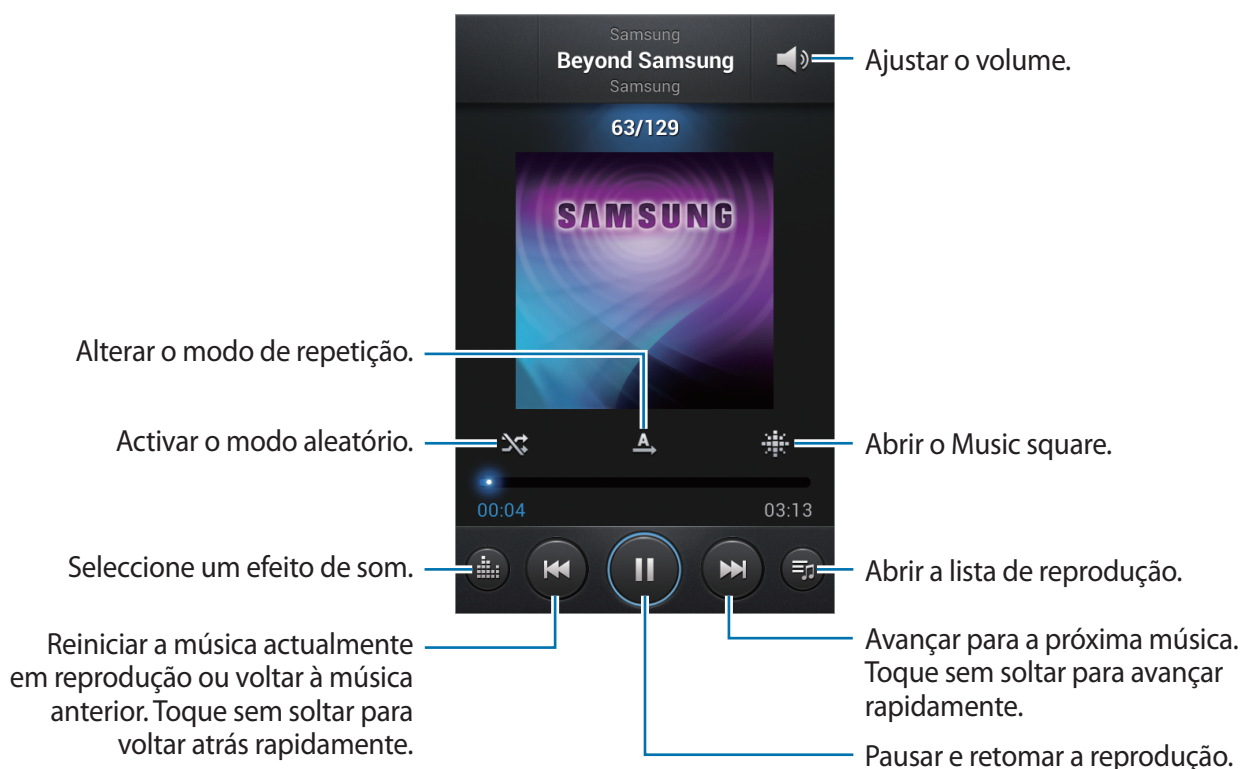 Samsung
Beyond Samsung
Samsung
Ajustar o volume.
63/129
SAMSUNG
Alterar o modo de repetição.
A
Activar o modo aleatório.
Abrir o Music square.
00:04
03:13
Seleccione um efeito de som.
Abrir a lista de reprodução.
Reiniciar a música actualmente
em reprodução ou voltar à música
anterior. Toque sem soltar para
voltar atrás rapidamente.
Avançar para a próxima música.
Toque sem soltar para avançar
rapidamente.
Pausar e retomar a reprodução.